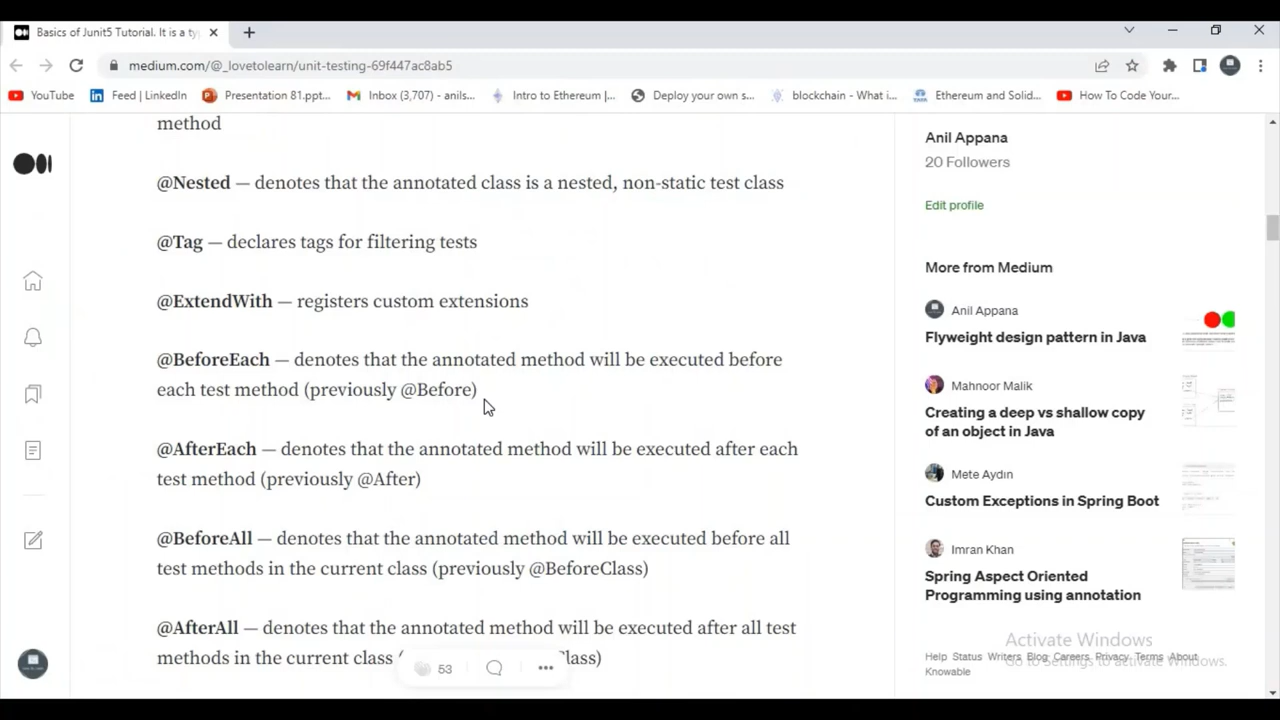 Basics of Junit5 Tutorial. It is a ty
medium.com/@_lovetolearn/unit-testing-69f447ac8ab5
YouTube
Feed | LinkedIn
Presentation 81.ppt...
Inbox (3,707) - anils...
Intro to Ethereum |...
Deploy your own s...
blockchain - What i...
Ethereum and Solid...
How To Code Your...
method
@Nested — denotes that the annotated class is a nested, non-static test class
@Tag — declares tags for filtering tests
@ExtendWith — registers custom extensions
@BeforeEach — denotes that the annotated method will be executed before
each test method (previously @Before)
@AfterEach — denotes that the annotated method will be executed after each
test method (previously @After)
@BeforeAll — denotes that the annotated method will be executed before all
test methods in the current class (previously @BeforeClass)
@AfterAll — denotes that the annotated method will be executed after all test
methods in the current class (
lass)
53
Anil Appana
20 Followers
Edit profile
More from Medium
Anil Appana
Flyweight design pattern in Java
Mahnoor Malik
Creating a deep vs shallow copy
of an object in Java
Mete Aydın
Custom Exceptions in Spring Boot
Imran Khan
Spring Aspect Oriented
Programming using annotation
Activate Windows
Go to Settings to activate Windows.
Help Status Writers Blog Careers Privacy Terms About
Knowable